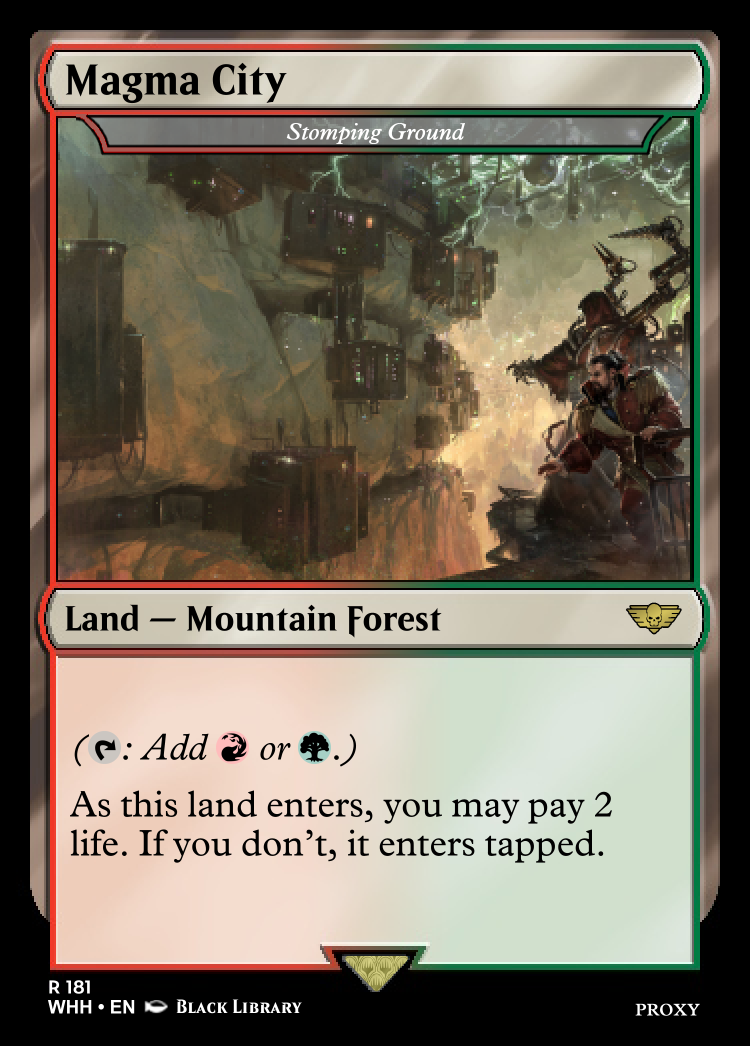 Magma City
Stomping Ground
Land — Mountain Forest
(: Add or .)
As this land enters, you may pay 2
life. If you don't, it enters tapped.
R 181
WHH • EN BLACK LIBRARY
PROXY